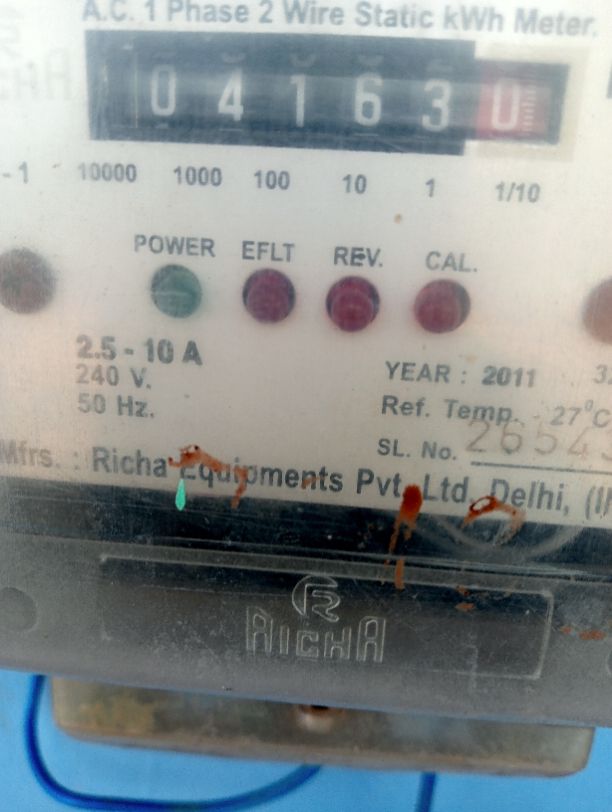 A.C. 1 Phase 2 Wire Static kWh Meter.
0 4 1 6 3 0
10000 1000 100 10 1 1/10
POWER EFLT REV. CAL.
2.5 - 10 A
240 V.
50 Hz.
YEAR : 2011
Ref. Temp. - 27°C
SL. No. 26543
Mfrs. : Richa Equipments Pvt. Ltd. Delhi,
RICHA